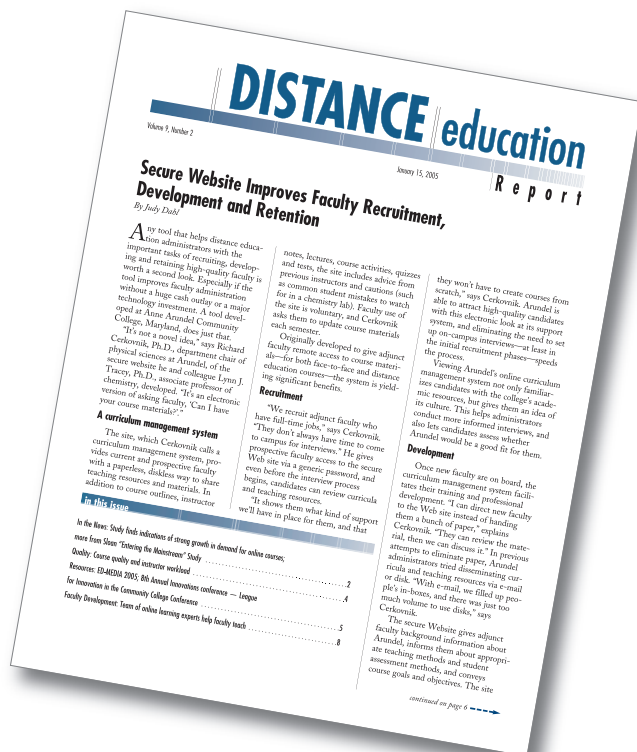 DISTANCE education
Report
Volume 9, Number 2
January 15, 2005
Secure Website Improves Faculty Recruitment,
Development and Retention
By Judy Dahl
Any tool that helps distance educa-
tion administrators with the
important tasks of recruiting, develop-
ing and retaining high-quality faculty is
worth a second look. Especially if the
tool improves faculty administration
without a huge cash outlay or a major
technology investment. A tool devel-
oped at Anne Arundel Community
College, Maryland, does just that.
"It's not a novel idea," says Richard
Cerkovnik, Ph.D., department chair of
physical sciences at Arundel, of the
secure website he and colleague Lynn J.
Tracey, Ph.D., associate professor of
chemistry, developed. "It's an electronic
version of asking faculty, 'Can I have
your course materials?'."
A curriculum management system
The site, which Cerkovnik calls a
curriculum management system, pro-
vides current and prospective faculty
with a paperless, diskless way to share
teaching resources and materials. In
addition to course outlines, instructor
notes, lectures, course activities, quizzes
and tests, the site includes advice from
previous instructors and cautions (such
as common student mistakes to watch
for in a chemistry lab). Faculty use of
the site is voluntary, and Cerkovnik
asks them to update course materials
each semester.
Originally developed to give adjunct
faculty remote access to course materi-
als—for both face-to-face and distance
education courses—the system is yield-
ing significant benefits.
Recruitment
"We recruit adjunct faculty who
have full-time jobs," says Cerkovnik.
"They don't always have to come
to campus for interviews." He gives
prospective faculty access to the secure
Web site via a generic password, and
even before the interview process
begins, candidates can review curricula
and teaching resources.
"It shows them what kind of support
we'll have in place for them, and that
they won't have to create courses from
scratch," says Cerkovnik. Arundel is
able to attract high-quality candidates
with this electronic look at its support
system, and eliminating the need to set
up on-campus interviews—at least in
the initial recruitment phases—speeds
the process.
Viewing Arundel's online curriculum
management system not only familiar-
izes candidates with the college's acade-
mic resources, but gives them an idea of
its culture. This helps administrators
conduct more informed interviews, and
also lets candidates assess whether
Arundel would be a good fit for them.
Development
Once new faculty are on board, the
curriculum management system facili-
tates their training and professional
development. "I can direct new faculty
to the Web site instead of handing
them a bunch of paper," explains
Cerkovnik. "They can review the mate-
rial, then we can discuss it." In previous
attempts to eliminate paper, Arundel
administrators tried disseminating cur-
ricula and teaching resources via e-mail
or disk. "With e-mail, we filled up peo-
ple's in-boxes, and there was just too
much volume to use disks," says
Cerkovnik.
The secure Website gives adjunct
faculty background information about
Arundel, informs them about appropri-
ate teaching methods and student
assessment methods, and conveys
course goals and objectives. The site
continued on page 6
in this issue
In the News: Study finds indications of strong growth in demand for online courses;
more from Sloan "Entering the Mainstream" Study ..........2
Quality: Course quality and instructor workload ..........4
Resources: ED-MEDIA 2005; 8th Annual Innovations conference — League
for Innovation in the Community College Conference ..........5
Faculty Development: Team of online learning experts help faculty teach ..........8